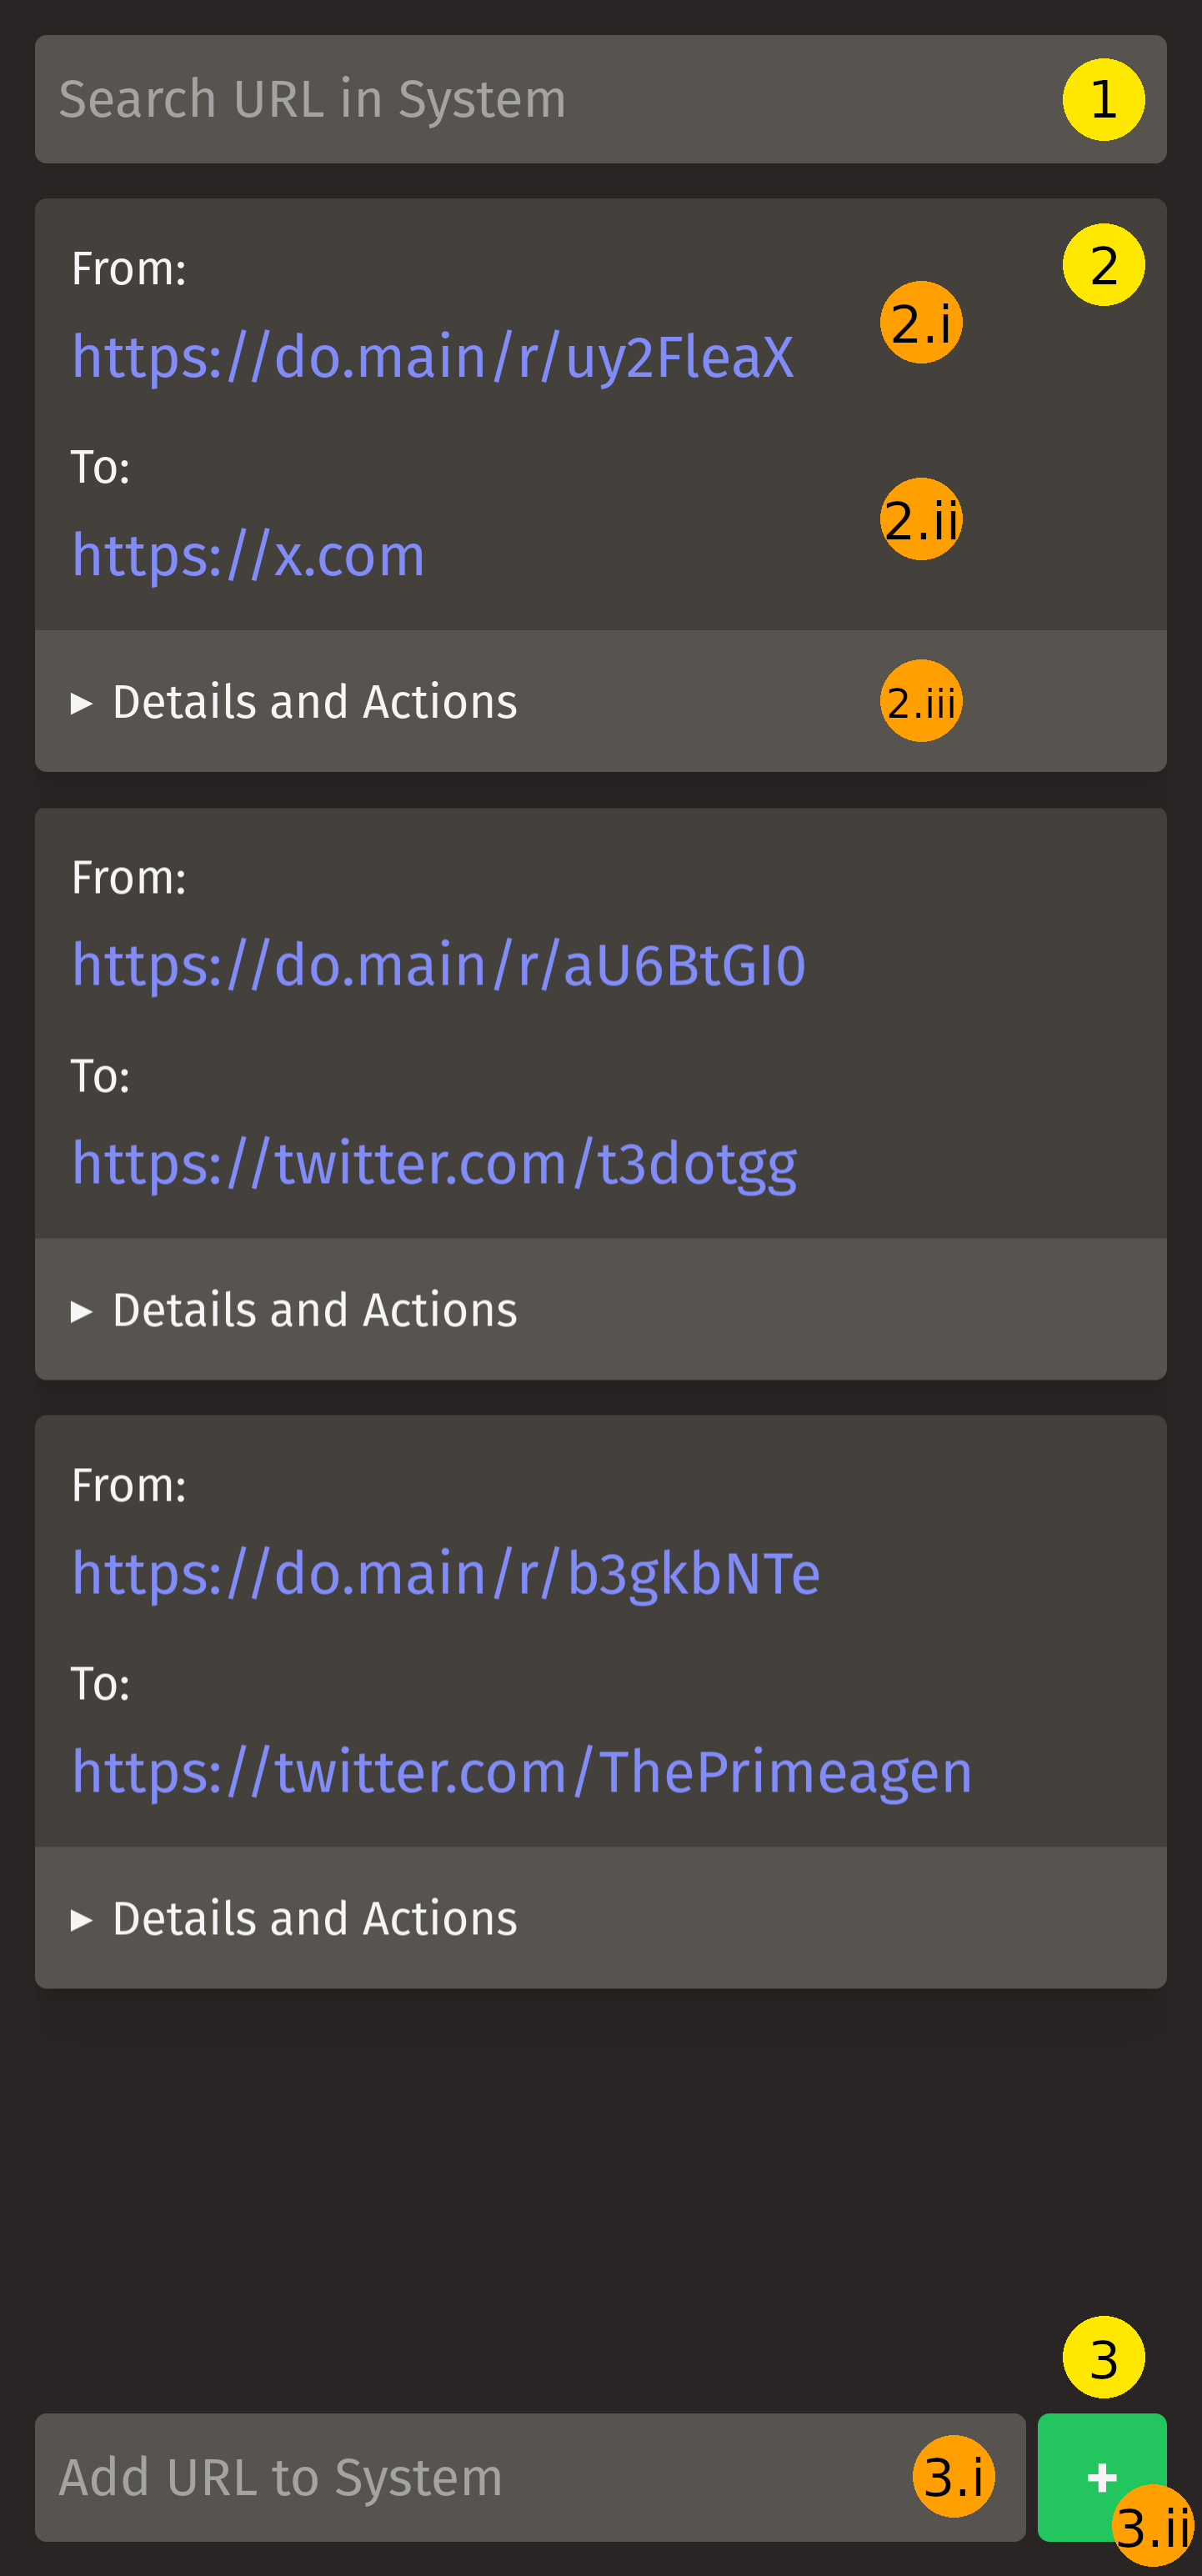 Search URL in System
1
2
From:
2.i
https://do.main/r/uy2FleaX
To:
2.ii
https://x.com
▶ Details and Actions
2.iii
From:
https://do.main/r/aU6BtGI0
To:
https://twitter.com/t3dotgg
▶ Details and Actions
From:
https://do.main/r/b3gkbNTe
To:
https://twitter.com/ThePrimeagen
▶ Details and Actions
3
Add URL to System
3.i
+
3.ii